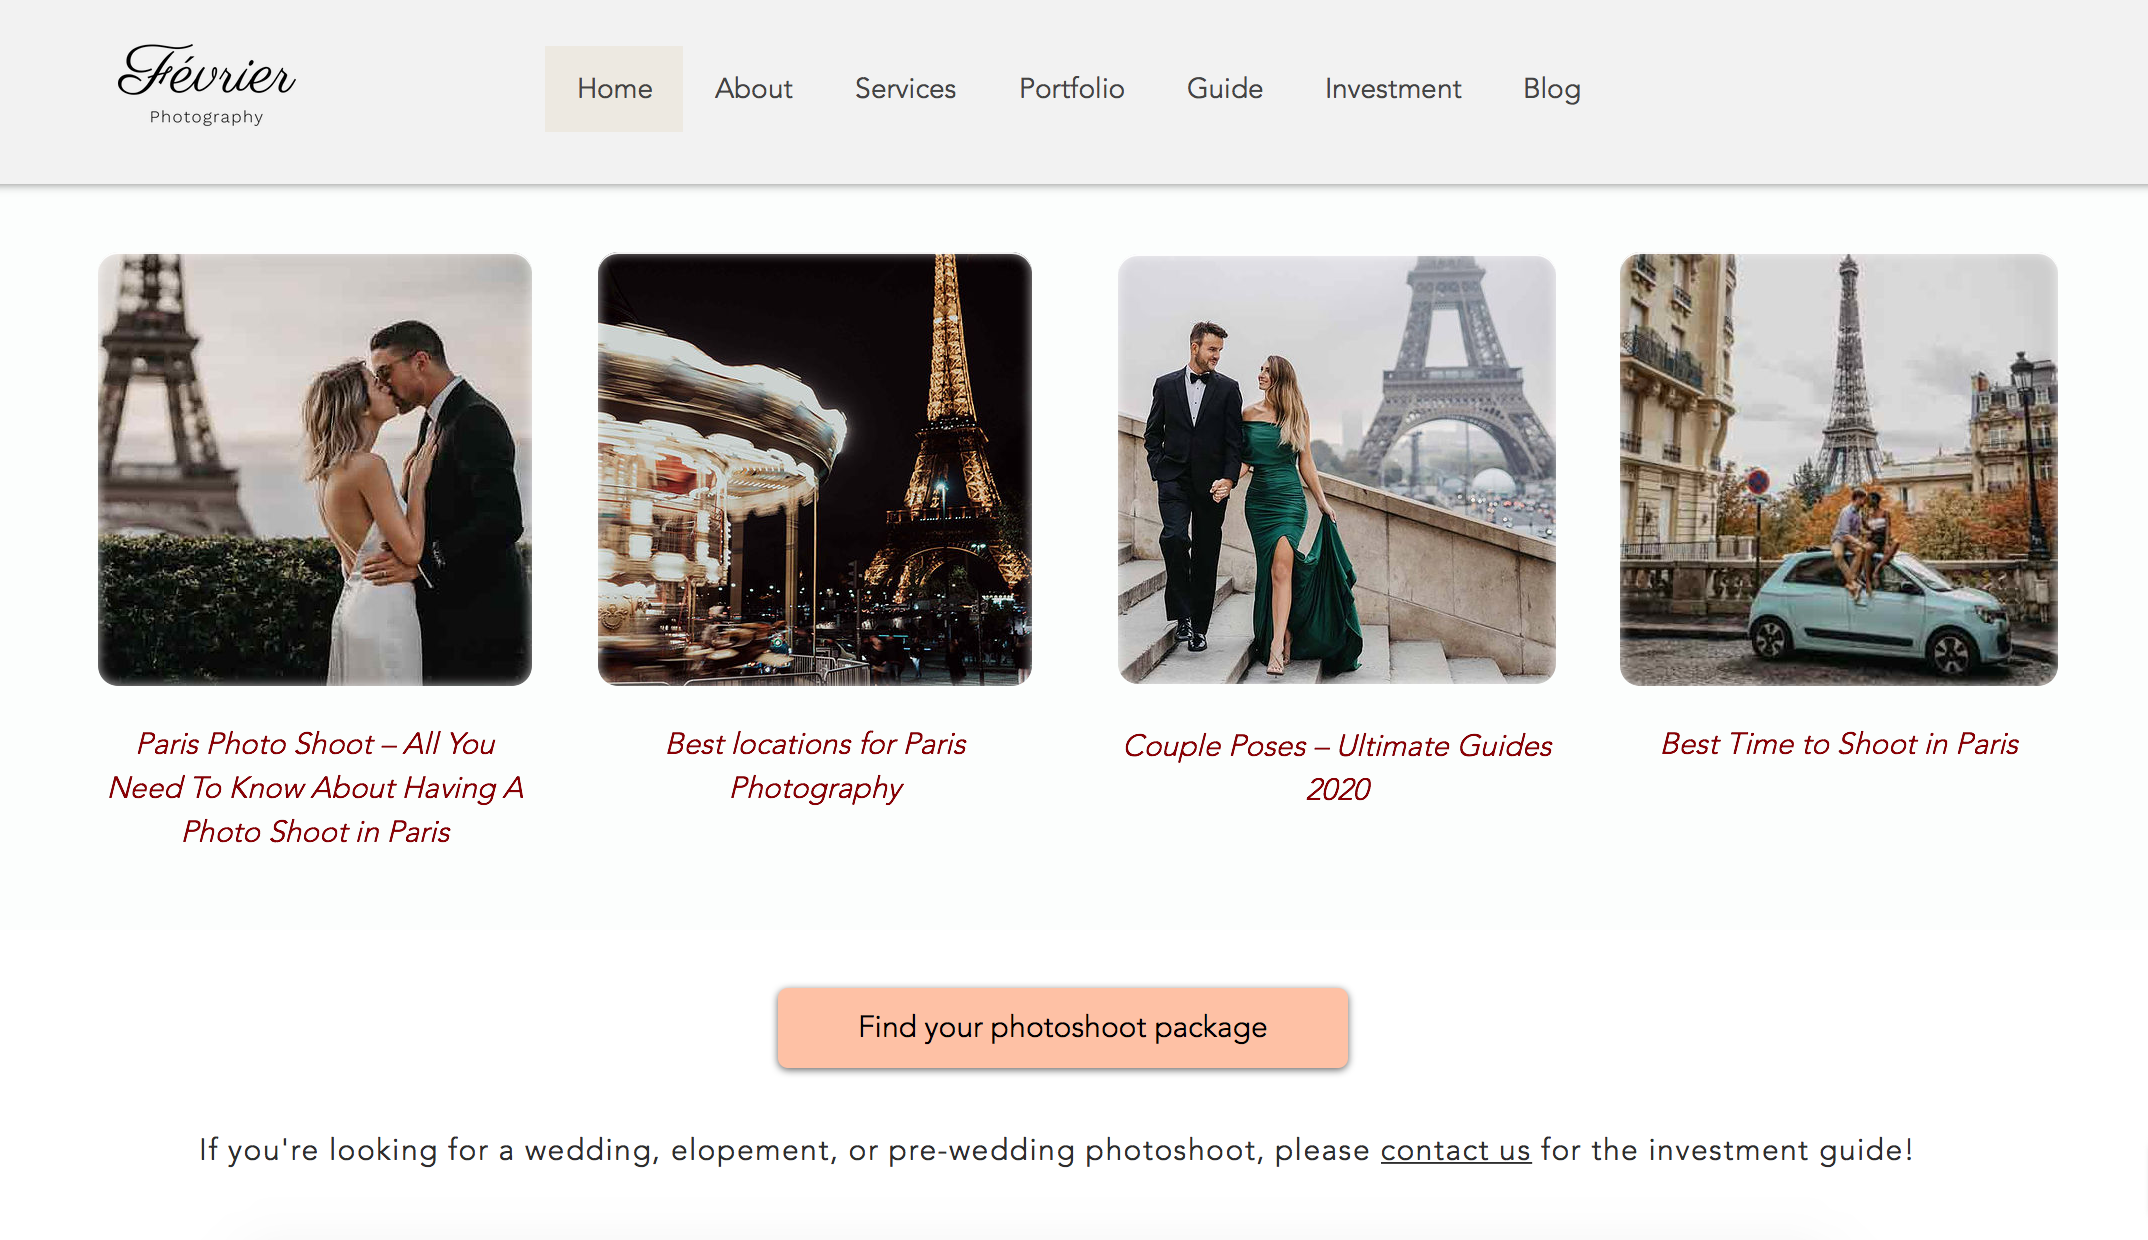 Février
Photography
Home
About
Services
Portfolio
Guide
Investment
Blog
Paris Photo Shoot – All You
Need To Know About Having A
Photo Shoot in Paris
Best locations for Paris
Photography
Couple Poses – Ultimate Guides
2020
Best Time to Shoot in Paris
Find your photoshoot package
If you're looking for a wedding, elopement, or pre-wedding photoshoot, please contact us for the investment guide!